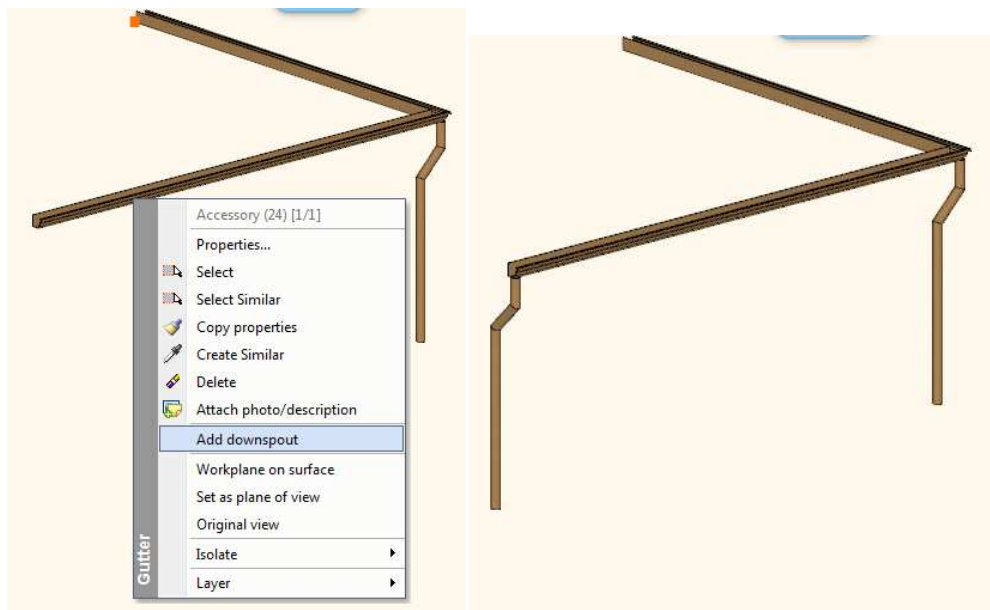 Accessory (24) [1/1]
Properties...
Select
Select Similar
Copy properties
Create Similar
Delete
Attach photo/description
Add downspout
Workplane on surface
Set as plane of view
Original view
Isolate
Layer
Gutter